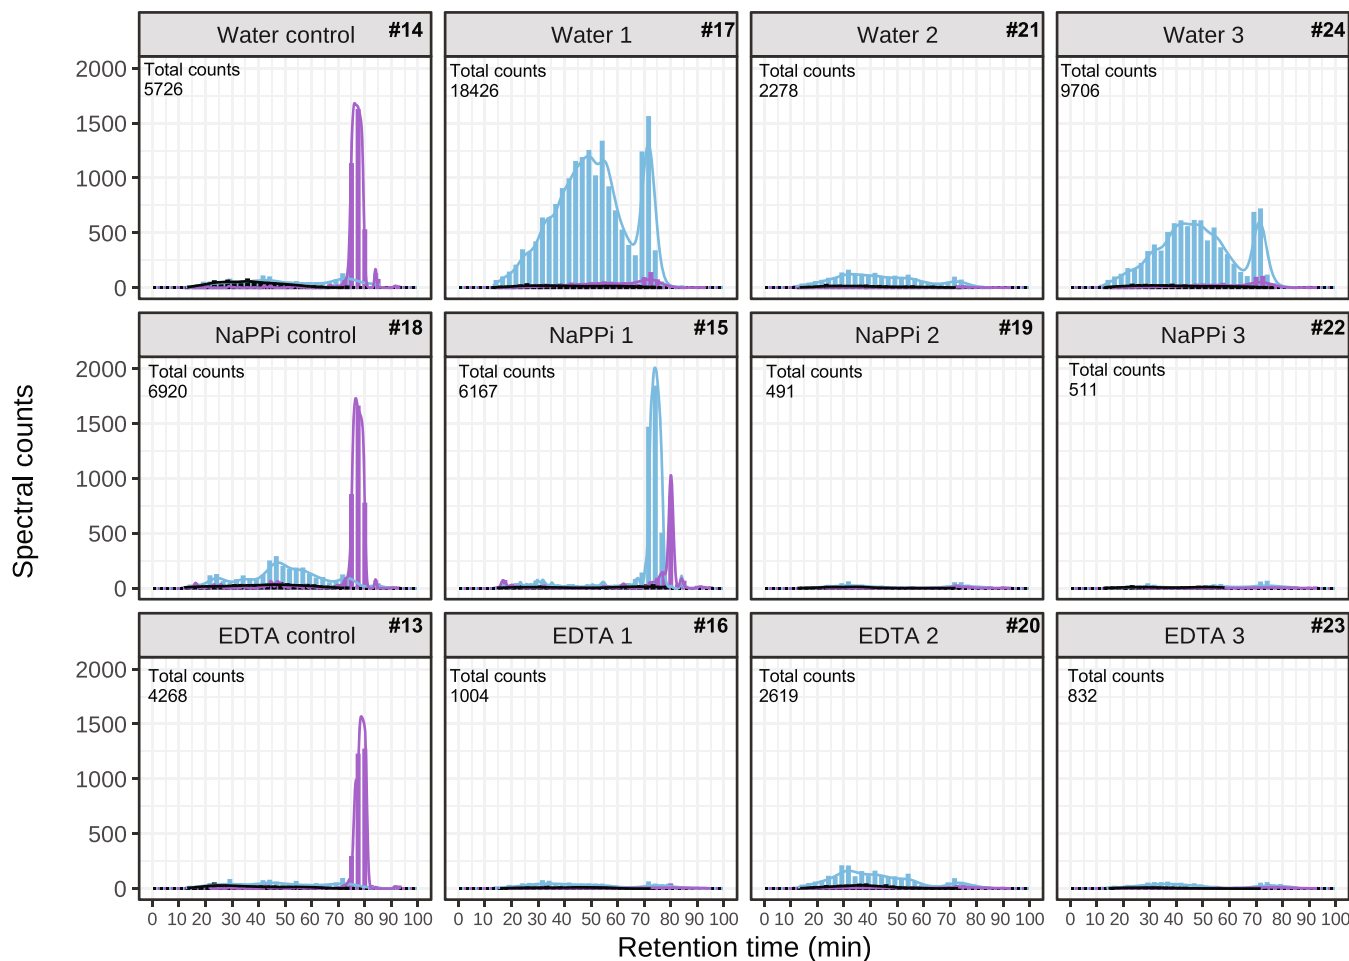 Water control #14
Water 1 #17
Water 2 #21
Water 3 #24
2000
1500
1000
500
0
Total counts
5726
Total counts
18426
Total counts
2278
Total counts
9706
NaPPi control #18
NaPPi 1 #15
NaPPi 2 #19
NaPPi 3 #22
2000
1500
1000
500
0
Total counts
6920
Total counts
6167
Total counts
491
Total counts
511
Spectral counts
EDTA control #13
EDTA 1 #16
EDTA 2 #20
EDTA 3 #23
2000
1500
1000
500
0
Total counts
4268
Total counts
1004
Total counts
2619
Total counts
832
0 10 20 30 40 50 60 70 80 90 100
0 10 20 30 40 50 60 70 80 90 100
0 10 20 30 40 50 60 70 80 90 100
0 10 20 30 40 50 60 70 80 90 100
Retention time (min)